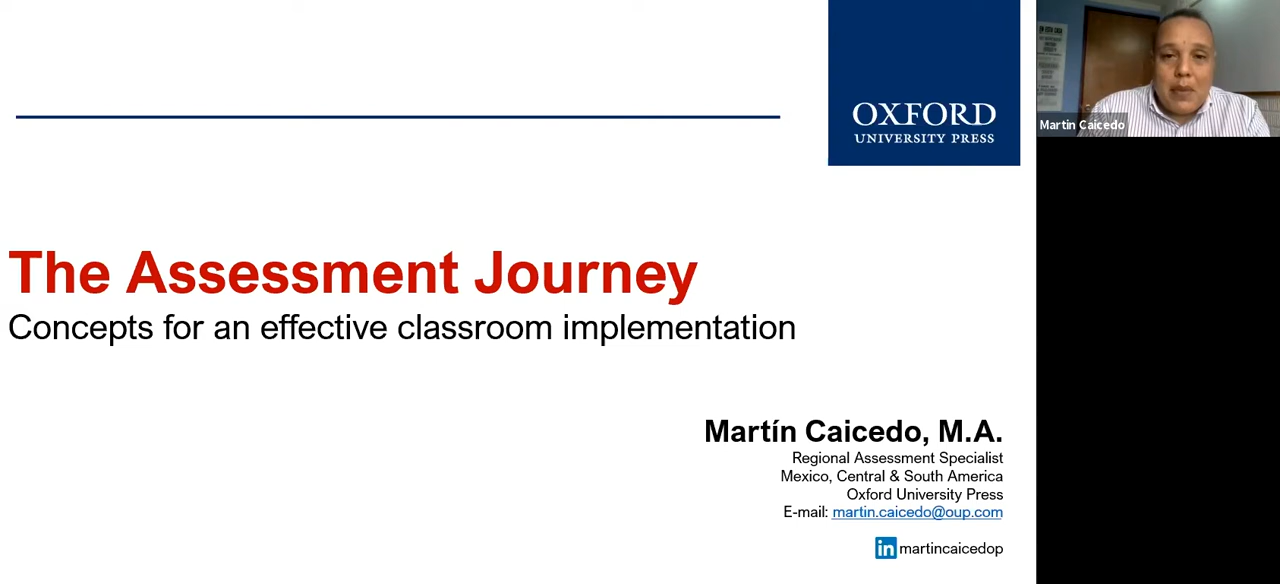 OXFORD
UNIVERSITY PRESS
Martin Caicedo
The Assessment Journey
Concepts for an effective classroom implementation
Martín Caicedo, M.A.
Regional Assessment Specialist
Mexico, Central & South America
Oxford University Press
E-mail: martin.caicedo@oup.com
in martincaicedop